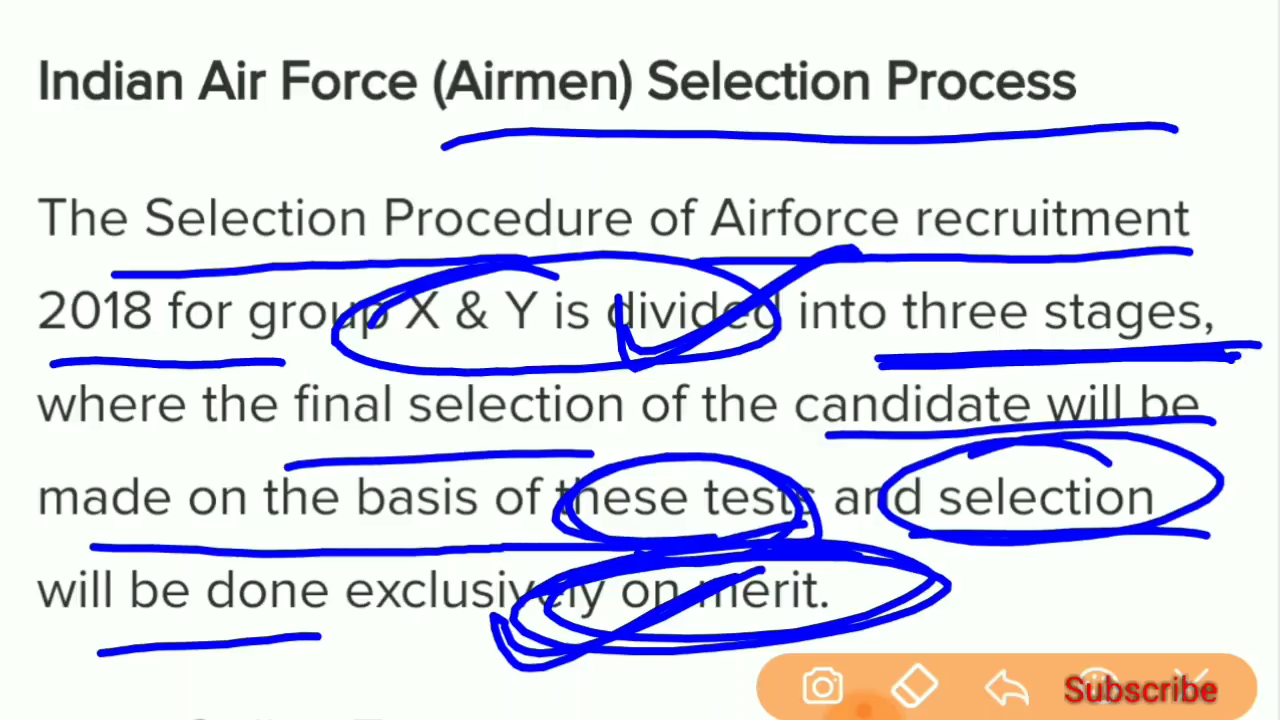 Indian Air Force (Airmen) Selection Process
The Selection Procedure of Airforce recruitment
2018 for group X & Y is divided into three stages,
where the final selection of the candidate will be
made on the basis of these tests and selection
will be done exclusively on merit.
Subscribe